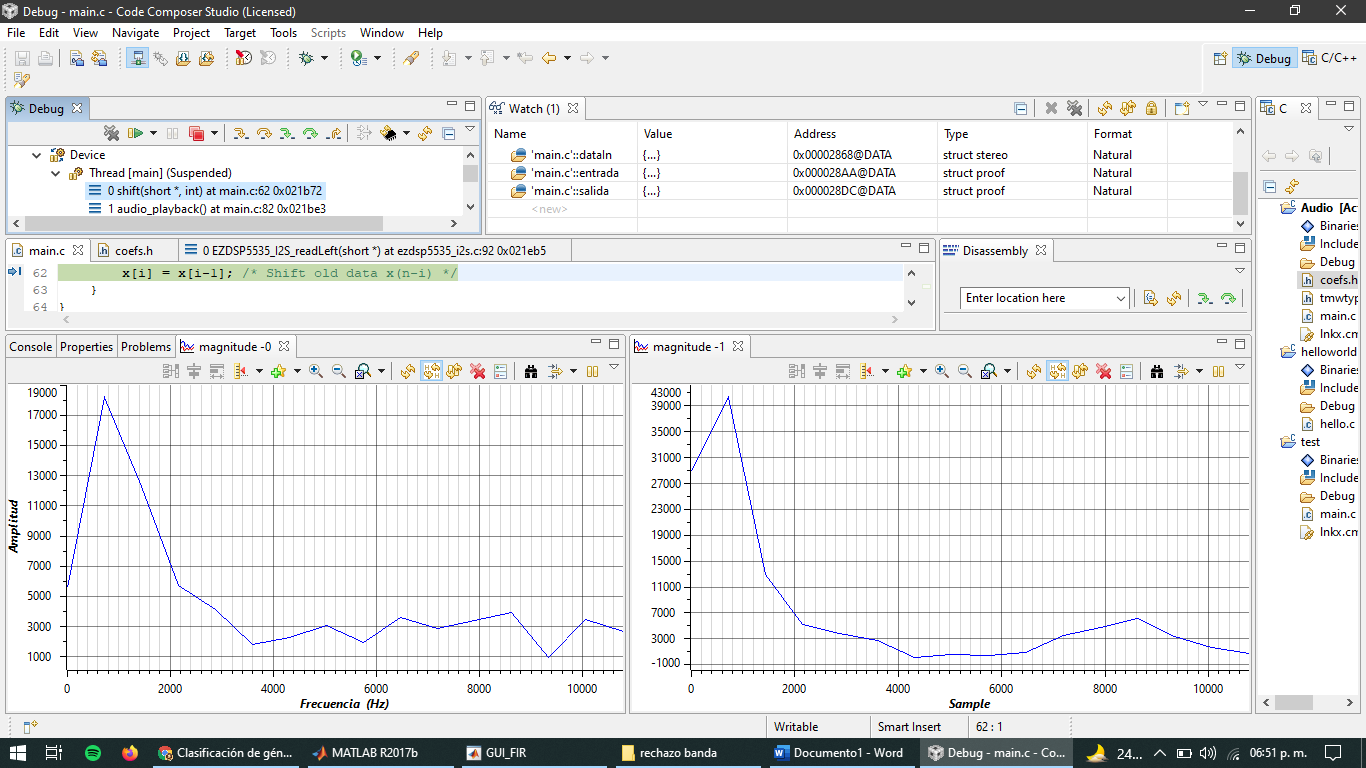 Debug - main.c - Code Composer Studio (Licensed)
File Edit View Navigate Project Target Tools Scripts Window Help
Debug C/C++
Debug
Device
Thread [main] (Suspended)
0 shift(short *, int) at main.c:62 0x021b72
1 audio_playback() at main.c:82 0x021be3
Watch (1)
Name Value Address Type Format
'main.c'::dataIn {...} 0x00002868@DATA struct stereo Natural
'main.c'::entrada {...} 0x000028AA@DATA struct proof Natural
'main.c'::salida {...} 0x000028DC@DATA struct proof Natural
<new>
C
Audio [Ac
Binaries
Include
Debug
coefs.h
tmwtyp
main.c
lnkx.cm
helloworld
Binaries
Include
Debug
hello.c
test
Binaries
Include
Debug
main.c
lnkx.cm
main.c coefs.h 0 EZDSP5535_I2S_readLeft(short *) at ezdsp5535_i2s.c:92 0x021eb5
62 x[i] = x[i-1]; /* Shift old data x(n-i) */
63 }
64 }
Disassembly
Enter location here
Console Properties Problems magnitude -0
19000
17000
15000
13000
11000
9000
7000
5000
3000
1000
Amplitud
0 2000 4000 6000 8000 10000
Frecuencia (Hz)
magnitude -1
43000
39000
35000
31000
27000
23000
19000
15000
11000
7000
3000
-1000
0 2000 4000 6000 8000 10000
Sample
Writable Smart Insert 62 : 1
Clasificación de gén... MATLAB R2017b GUI_FIR rechazo banda Documento1 - Word Debug - main.c - Co... 24... 06:51 p. m.